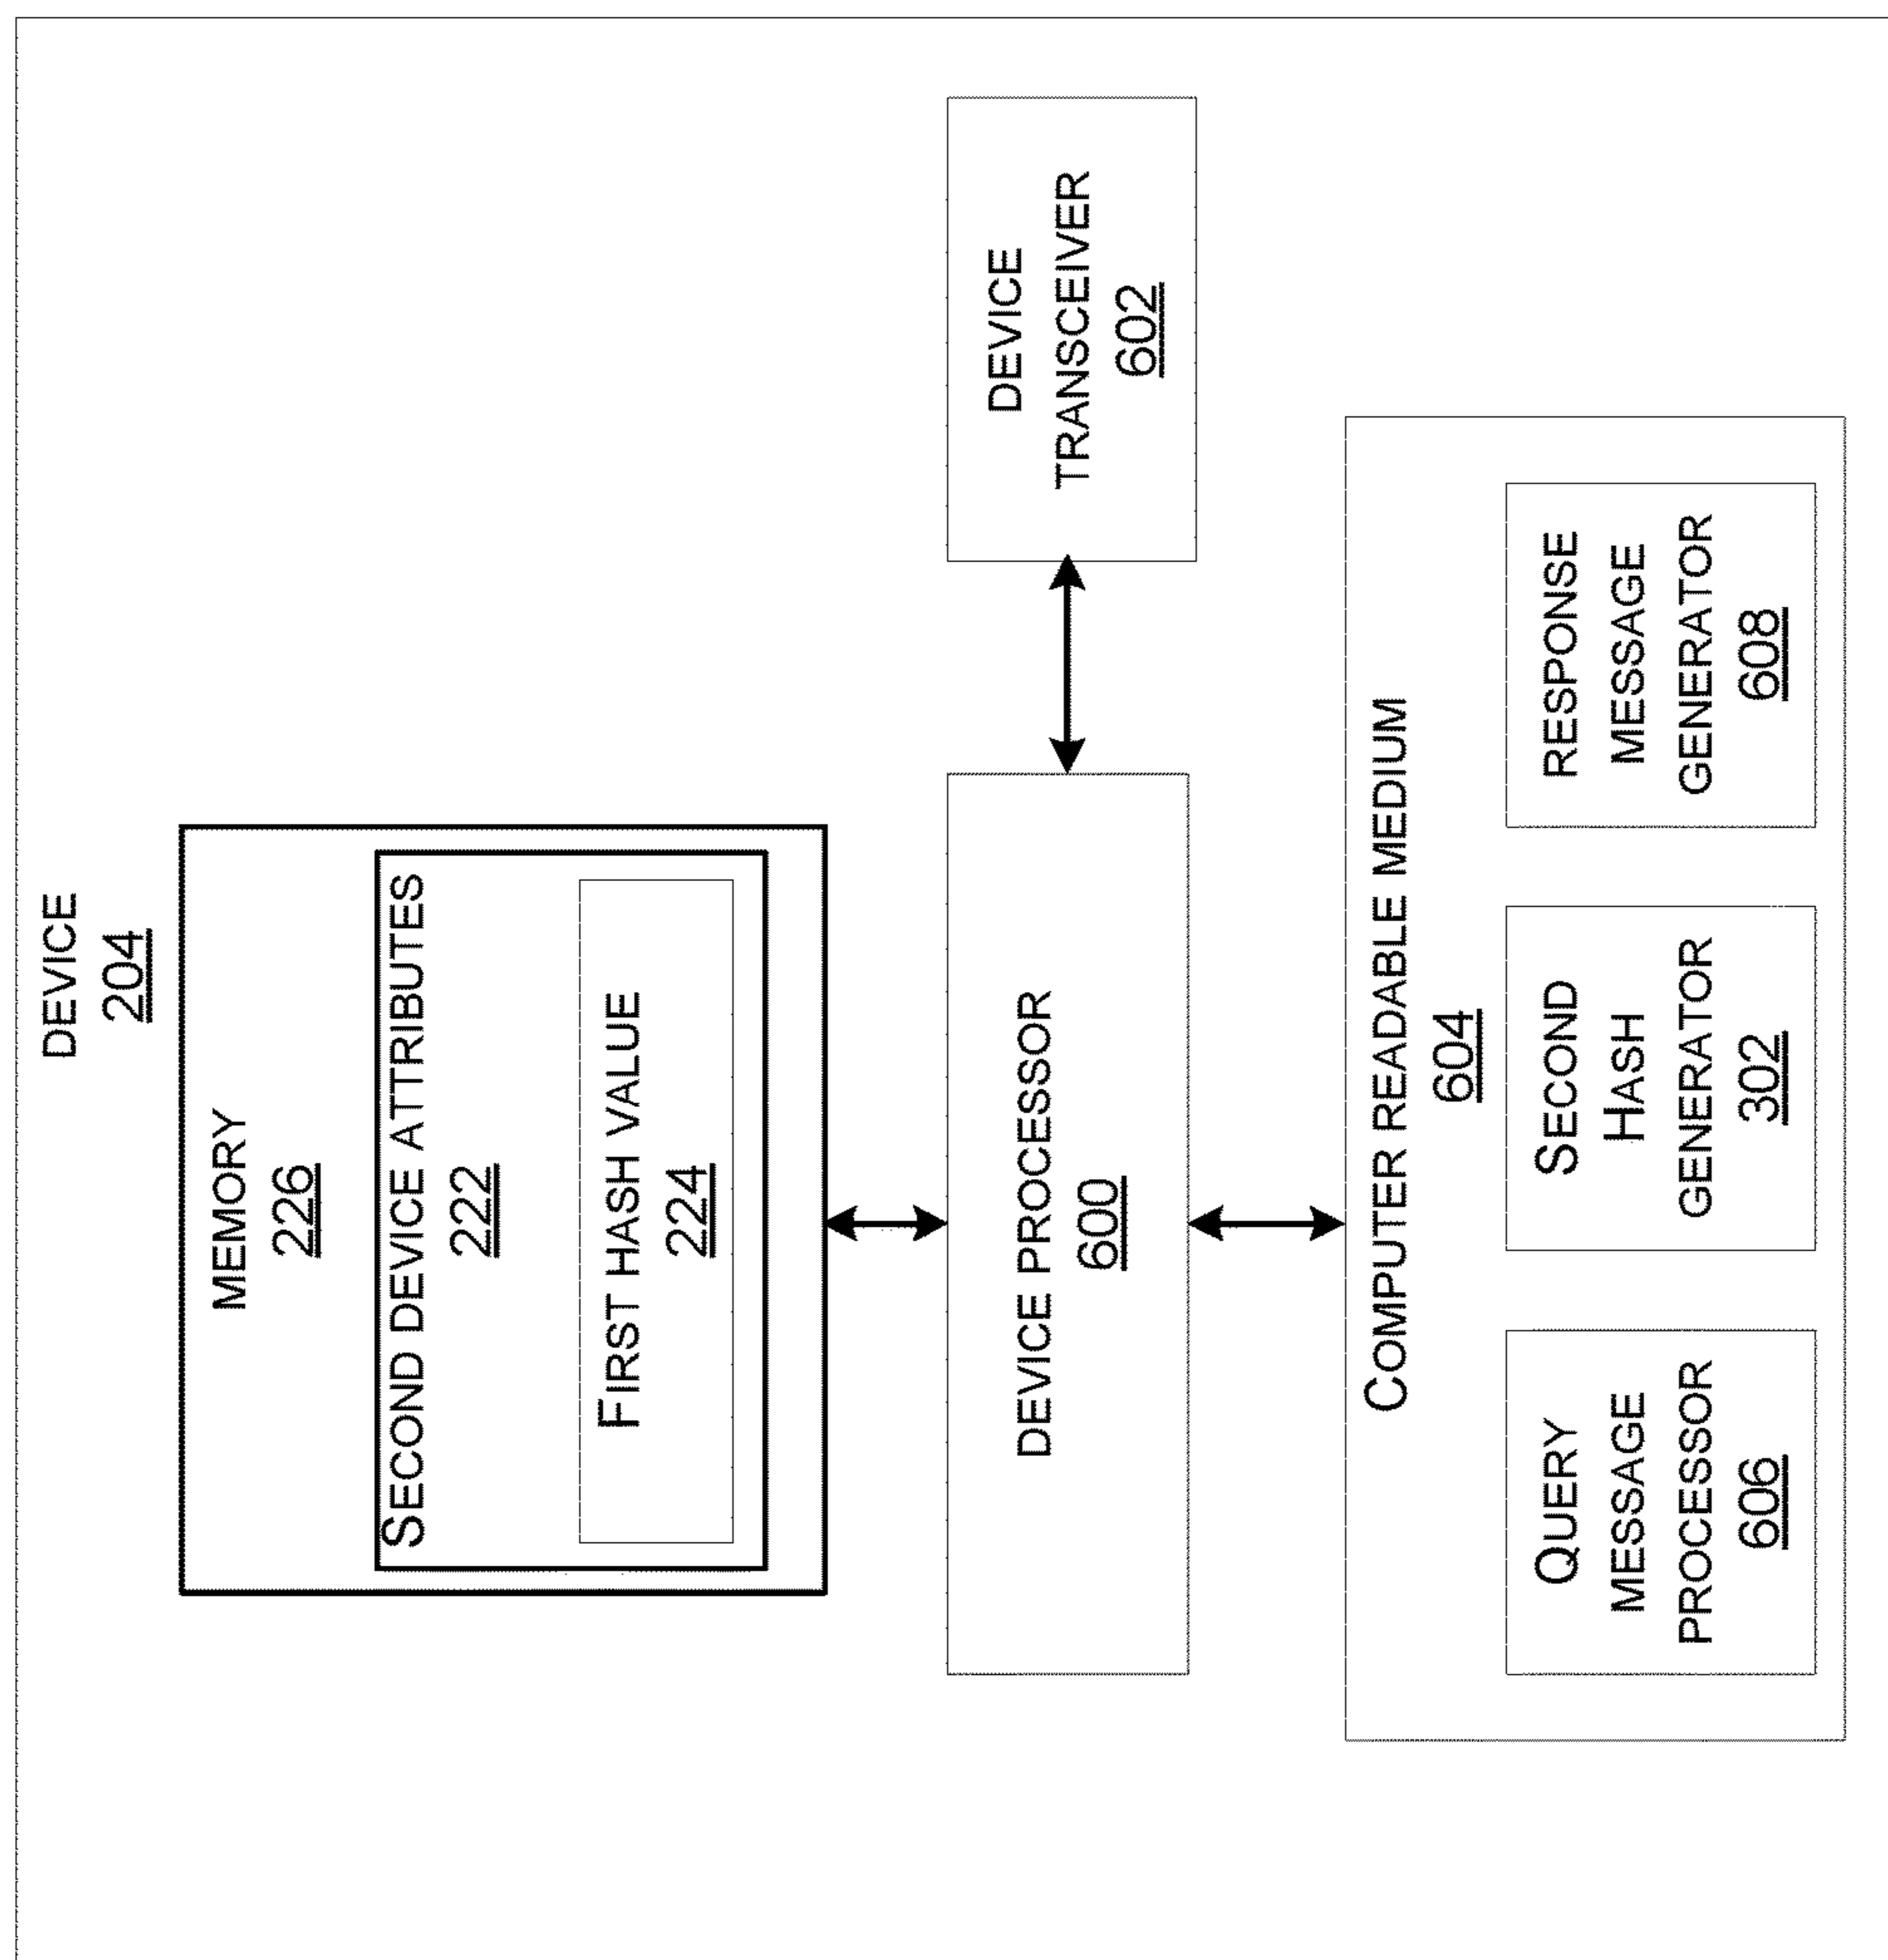 DEVICE
204
MEMORY
226
SECOND DEVICE ATTRIBUTES
222
FIRST HASH VALUE
224
DEVICE PROCESSOR
600
DEVICE
TRANSCEIVER
602
COMPUTER READABLE MEDIUM
604
QUERY
MESSAGE
PROCESSOR
606
SECOND
HASH
GENERATOR
302
RESPONSE
MESSAGE
GENERATOR
608